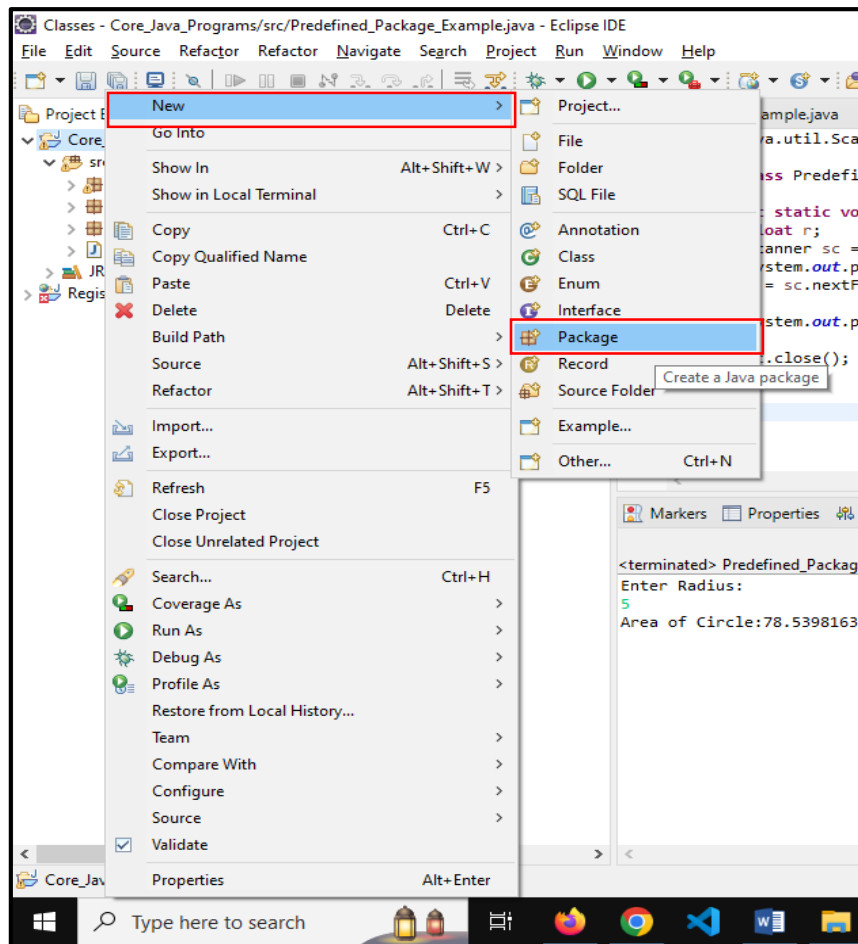 Classes - Core_Java_Programs/src/Predefined_Package_Example.java - Eclipse IDE
File Edit Source Refactor Refactor Navigate Search Project Run Window Help
Project E
ample.java
Core_
sr
JR
Regis
New
Go Into
Show In Alt+Shift+W >
Show in Local Terminal >
Copy Ctrl+C
Copy Qualified Name
Paste Ctrl+V
Delete Delete
Build Path >
Source Alt+Shift+S >
Refactor Alt+Shift+T >
Import...
Export...
Refresh F5
Close Project
Close Unrelated Project
Search... Ctrl+H
Coverage As >
Run As >
Debug As >
Profile As >
Restore from Local History...
Team >
Compare With >
Configure >
Source >
Validate
Properties Alt+Enter
Project...
File
Folder
SQL File
Annotation
Class
Enum
Interface
Package
Record
Source Folder
Example...
Other... Ctrl+N
Create a Java package
va.util.Sca
ass Predefi
static vo
loat r;
canner sc =
ystem.out.p
= sc.nextF
stem.out.p
.close();
Markers Properties
<terminated> Predefined_Packag
Enter Radius:
5
Area of Circle:78.5398163
Core_Jav
Type here to search